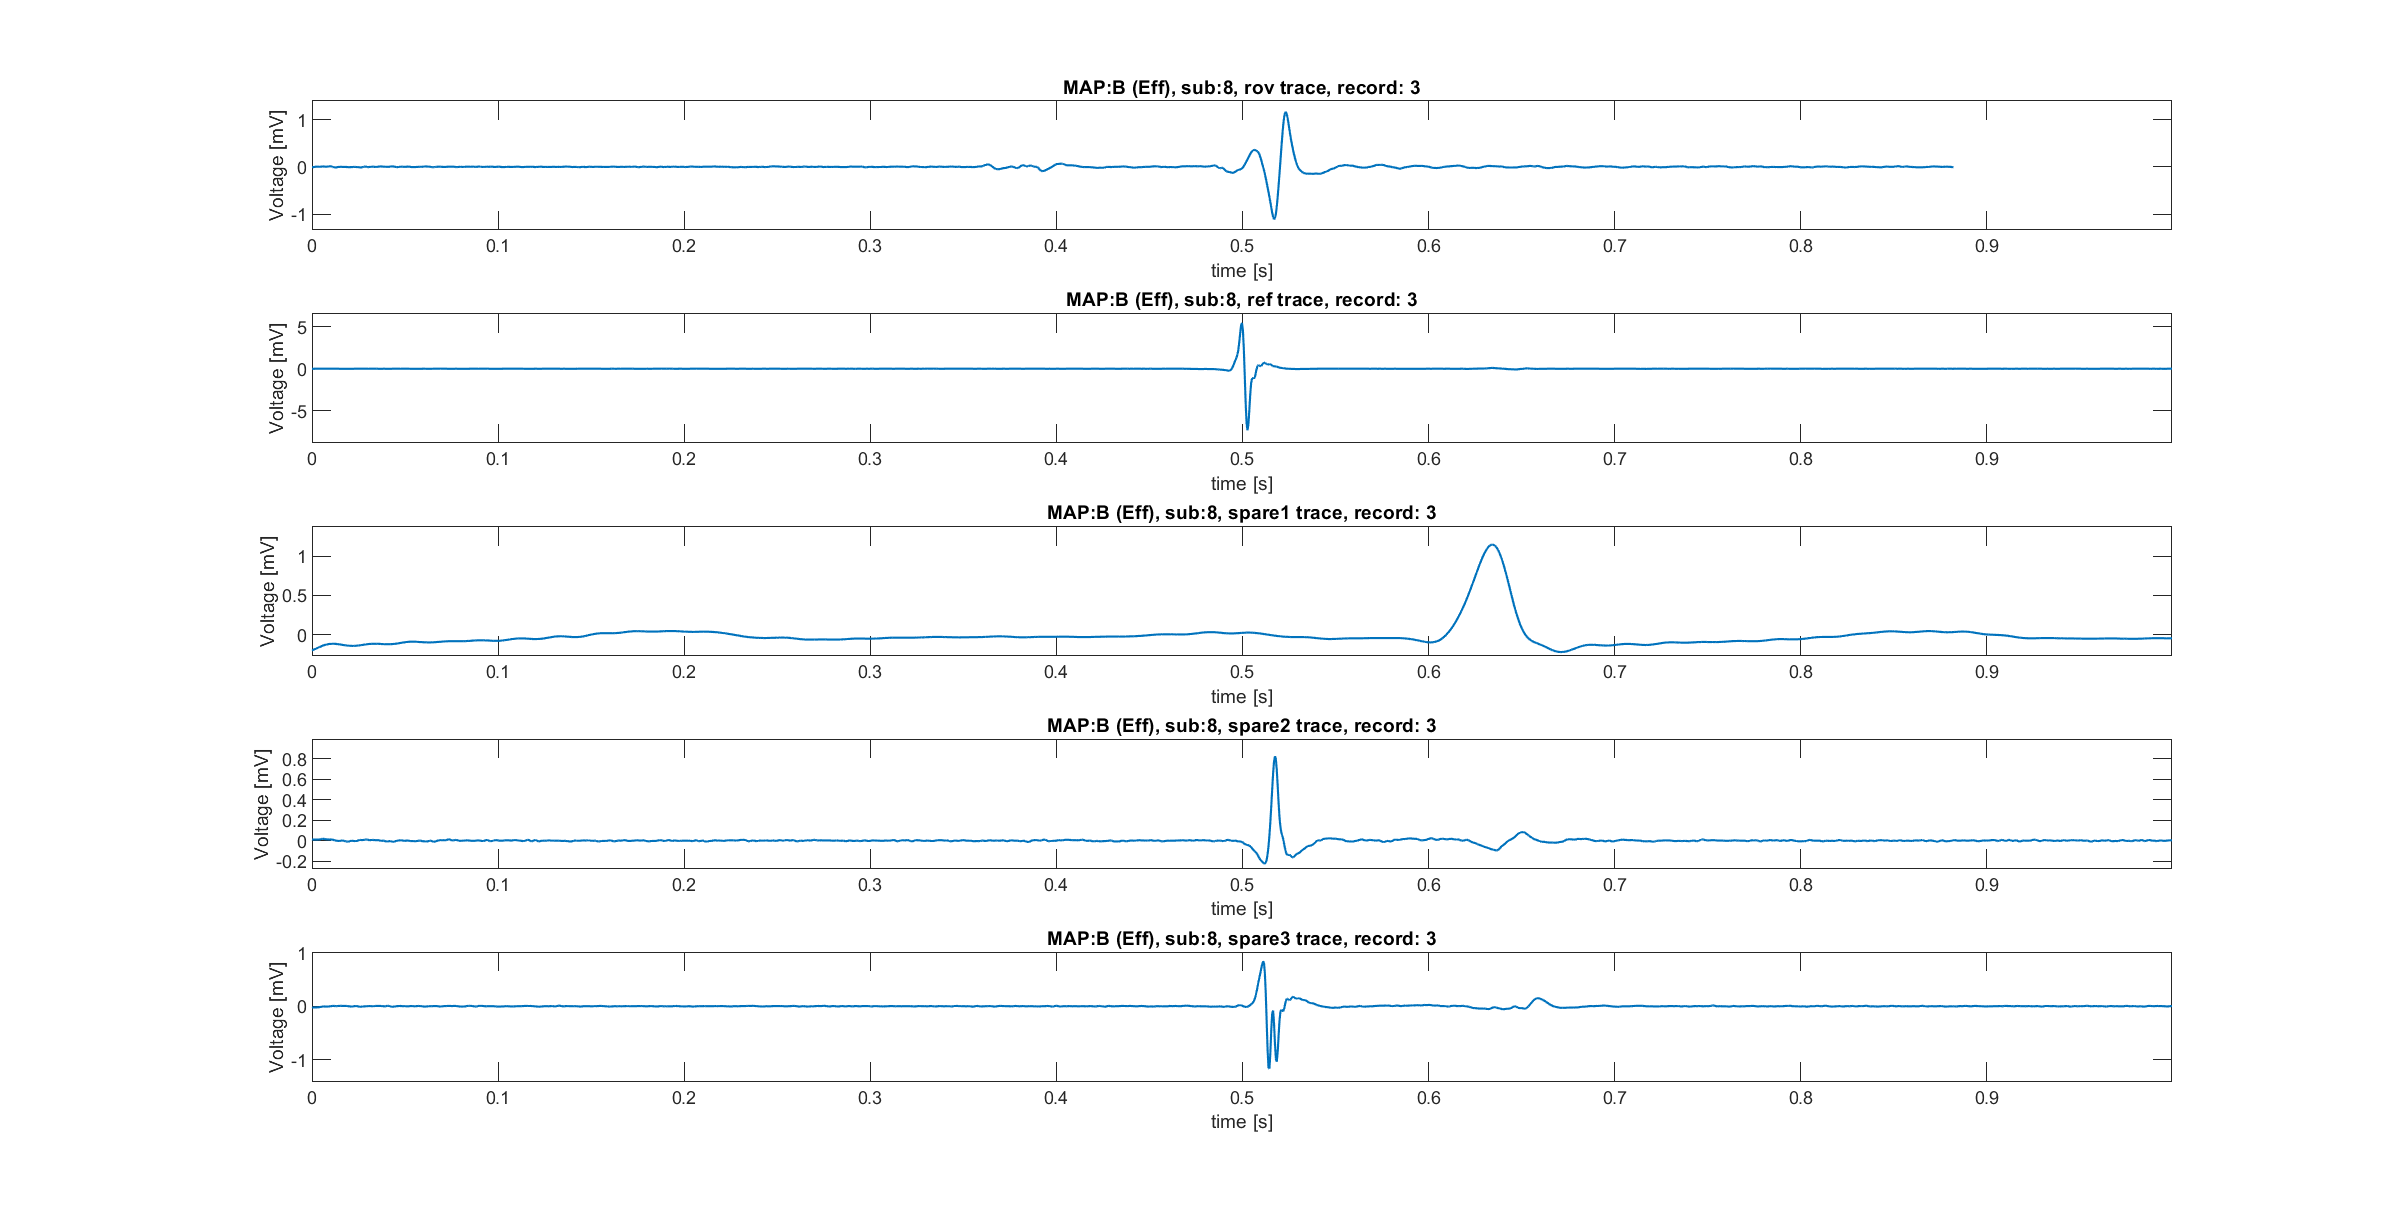 MAP:B (Eff), sub:8, rov trace, record: 3
Voltage [mV]
1
0
-1
0 0.1 0.2 0.3 0.4 0.5 0.6 0.7 0.8 0.9
time [s]
MAP:B (Eff), sub:8, ref trace, record: 3
Voltage [mV]
5
0
-5
0 0.1 0.2 0.3 0.4 0.5 0.6 0.7 0.8 0.9
time [s]
MAP:B (Eff), sub:8, spare1 trace, record: 3
Voltage [mV]
1
0.5
0
0 0.1 0.2 0.3 0.4 0.5 0.6 0.7 0.8 0.9
time [s]
MAP:B (Eff), sub:8, spare2 trace, record: 3
Voltage [mV]
0.8
0.6
0.4
0.2
0
-0.2
0 0.1 0.2 0.3 0.4 0.5 0.6 0.7 0.8 0.9
time [s]
MAP:B (Eff), sub:8, spare3 trace, record: 3
Voltage [mV]
1
0
-1
0 0.1 0.2 0.3 0.4 0.5 0.6 0.7 0.8 0.9
time [s]